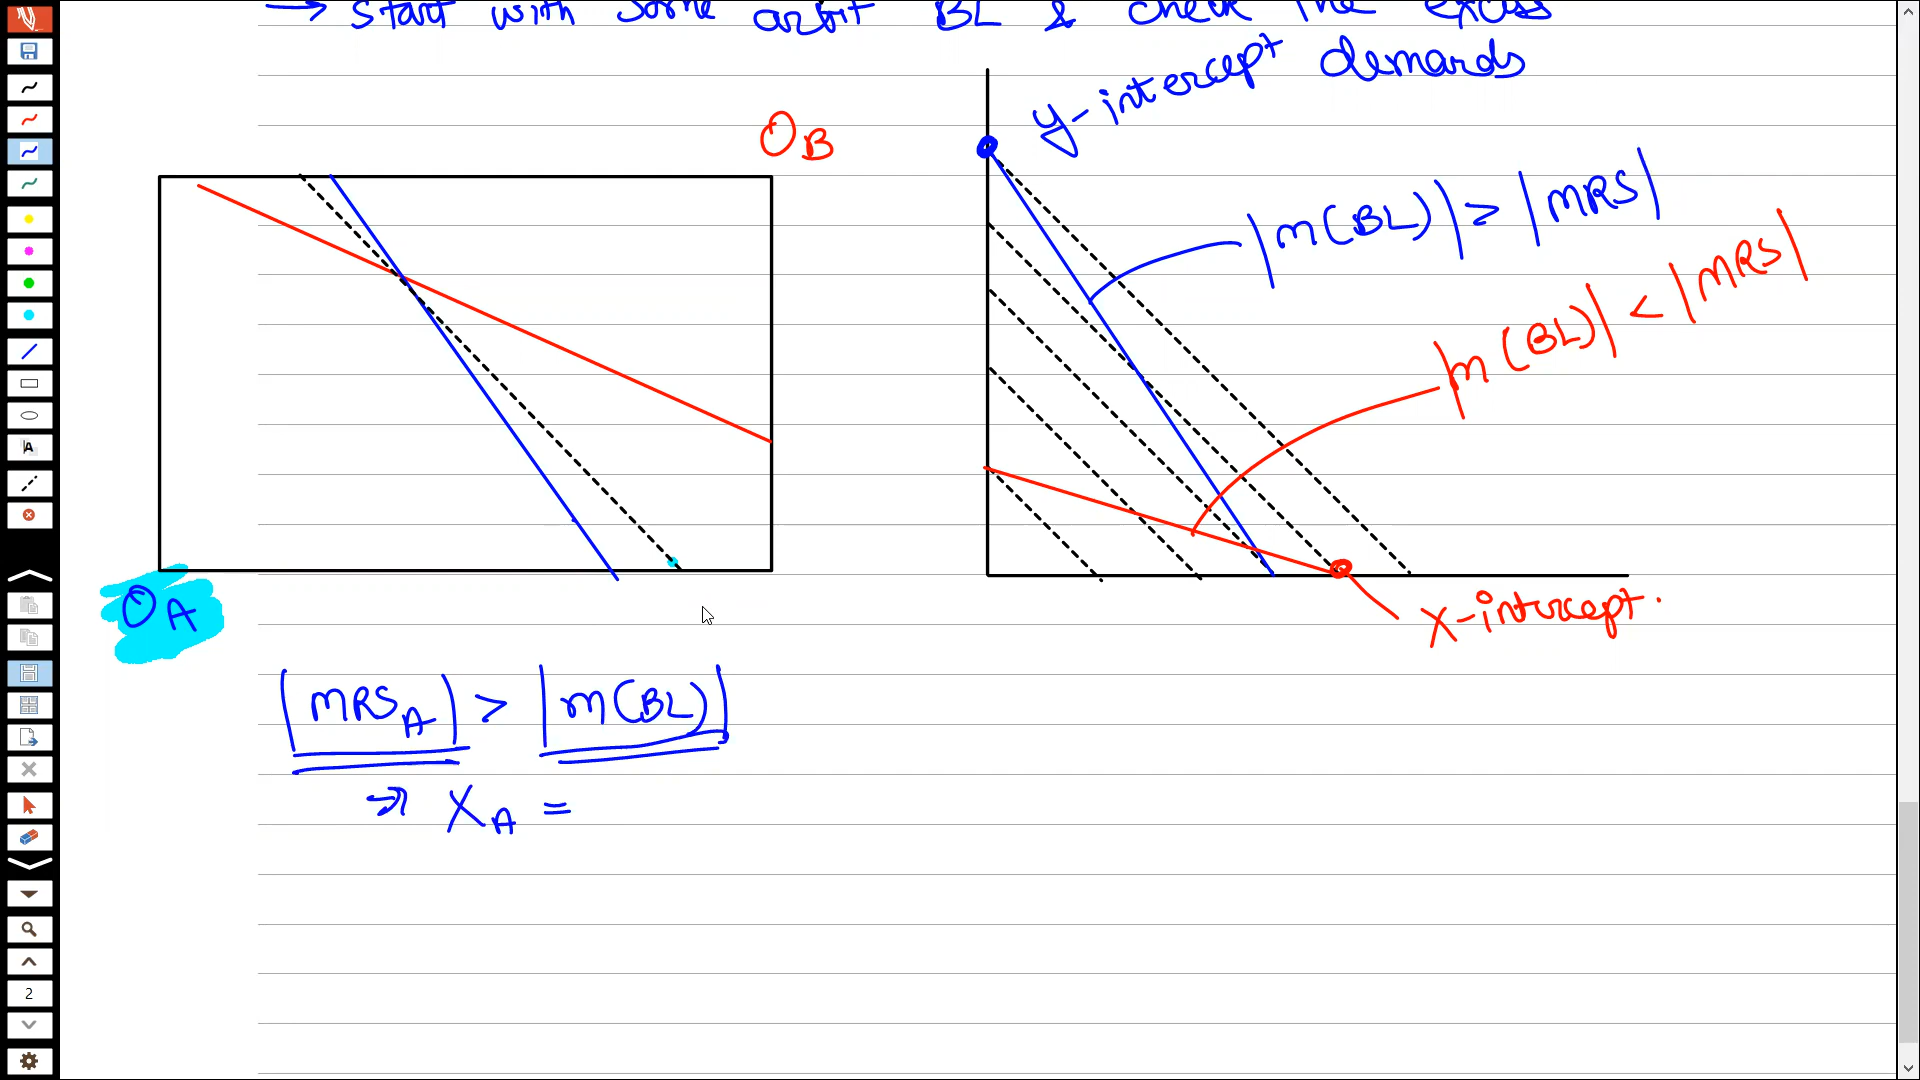 → Start with some arbit BL & check the excess
y-intercept demands
O_B
|m(BL)| ≥ |MRS|
|m(BL)| < |MRS|
O_A
x-intercept.
|MRS_A| > |m(BL)|
→ X_A =
2